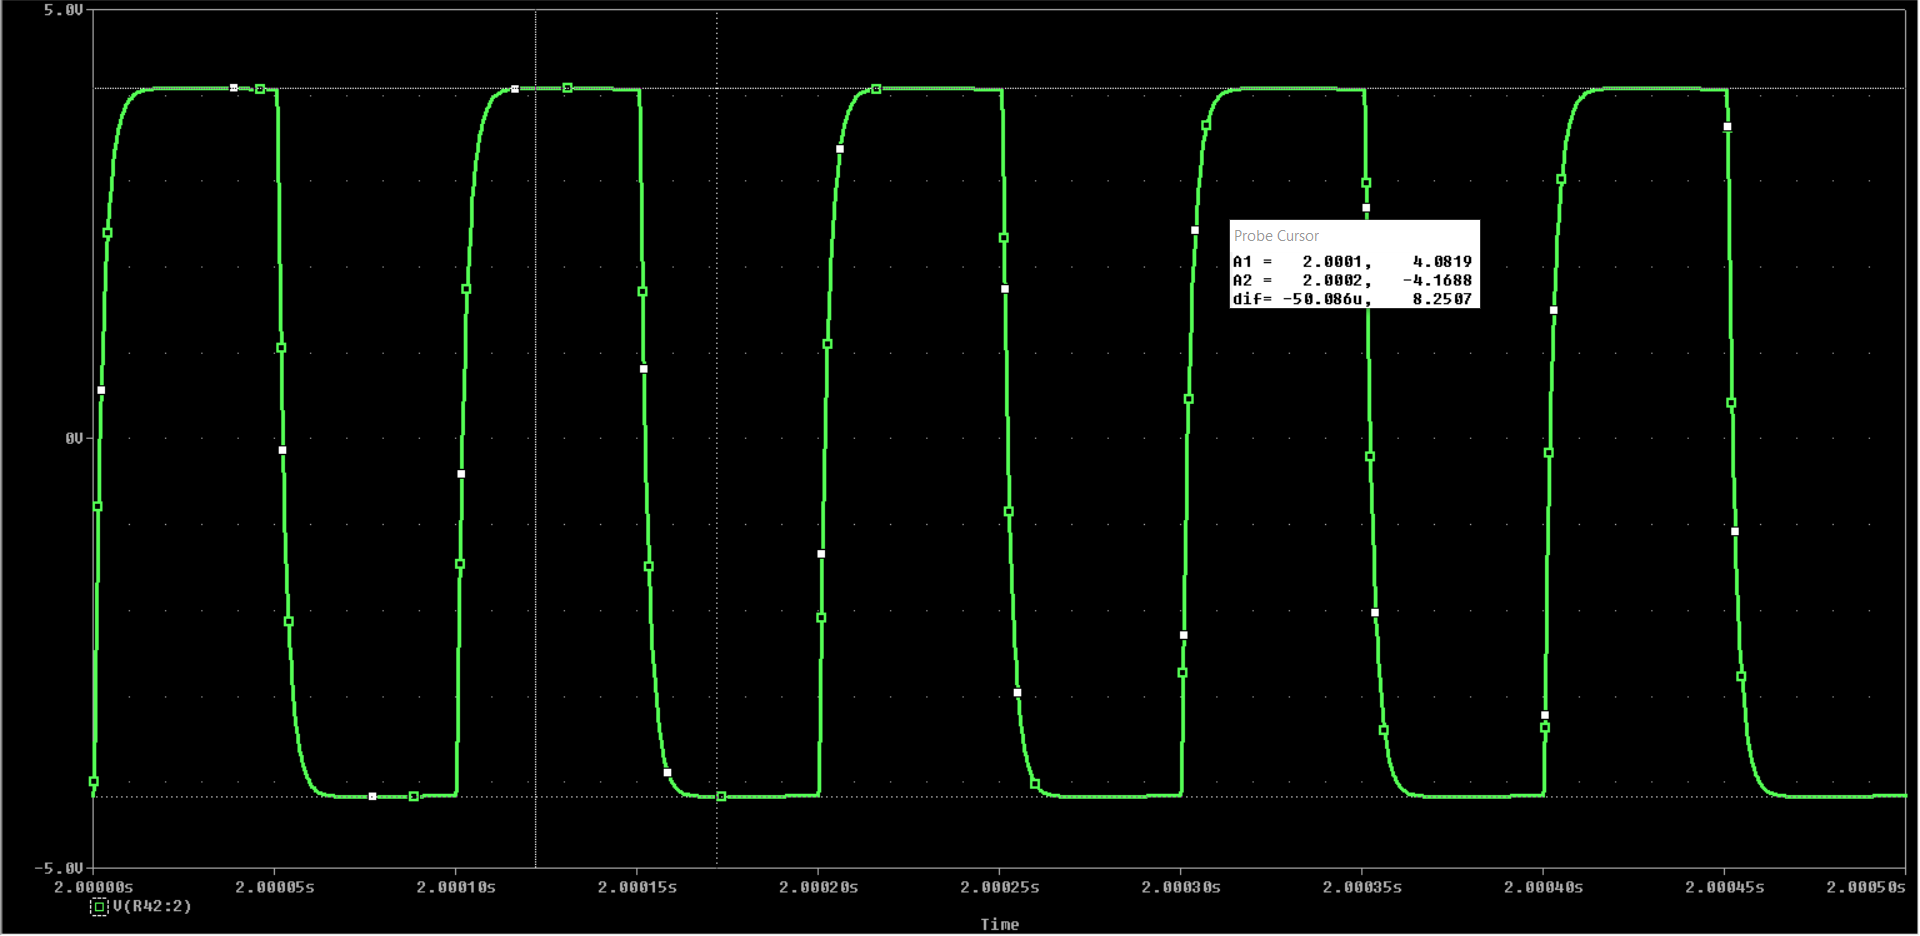 5.0V
Probe Cursor
A1 = 2.0001, 4.0819
A2 = 2.0002, -4.1688
dif= -50.086u, 8.2507
0V
-5.0V
2.00000s 2.00005s 2.00010s 2.00015s 2.00020s 2.00025s 2.00030s 2.00035s 2.00040s 2.00045s 2.00050s
V(R42:2)
Time